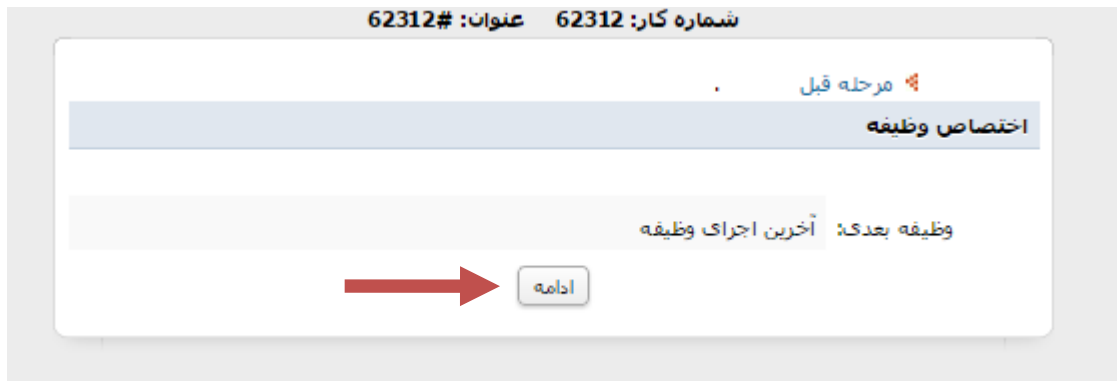 شماره کار: 62312 عنوان: #62312
مرحله قبل .
اختصاص وظیفه
وظیفه بعدی: آخرین اجرای وظیفه
ادامه